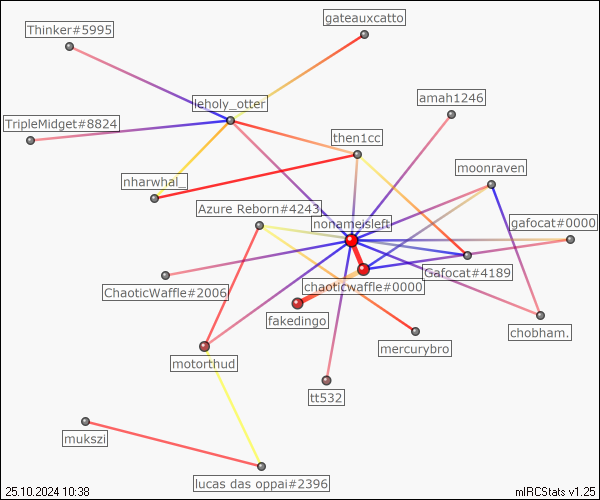 gateauxcatto
Thinker#5995
amah1246
leholy_otter
TripleMidget#8824
then1cc
moonraven
nharwhal_
Azure Reborn#4243
nonameisleft
gafocat#0000
Gafocat#4189
chaoticwaffle#0000
ChaoticWaffle#2006
fakedingo
chobham.
mercurybro
motorthud
tt532
mukszi
lucas das oppai#2396
25.10.2024 10:38
mIRCStats v1.25